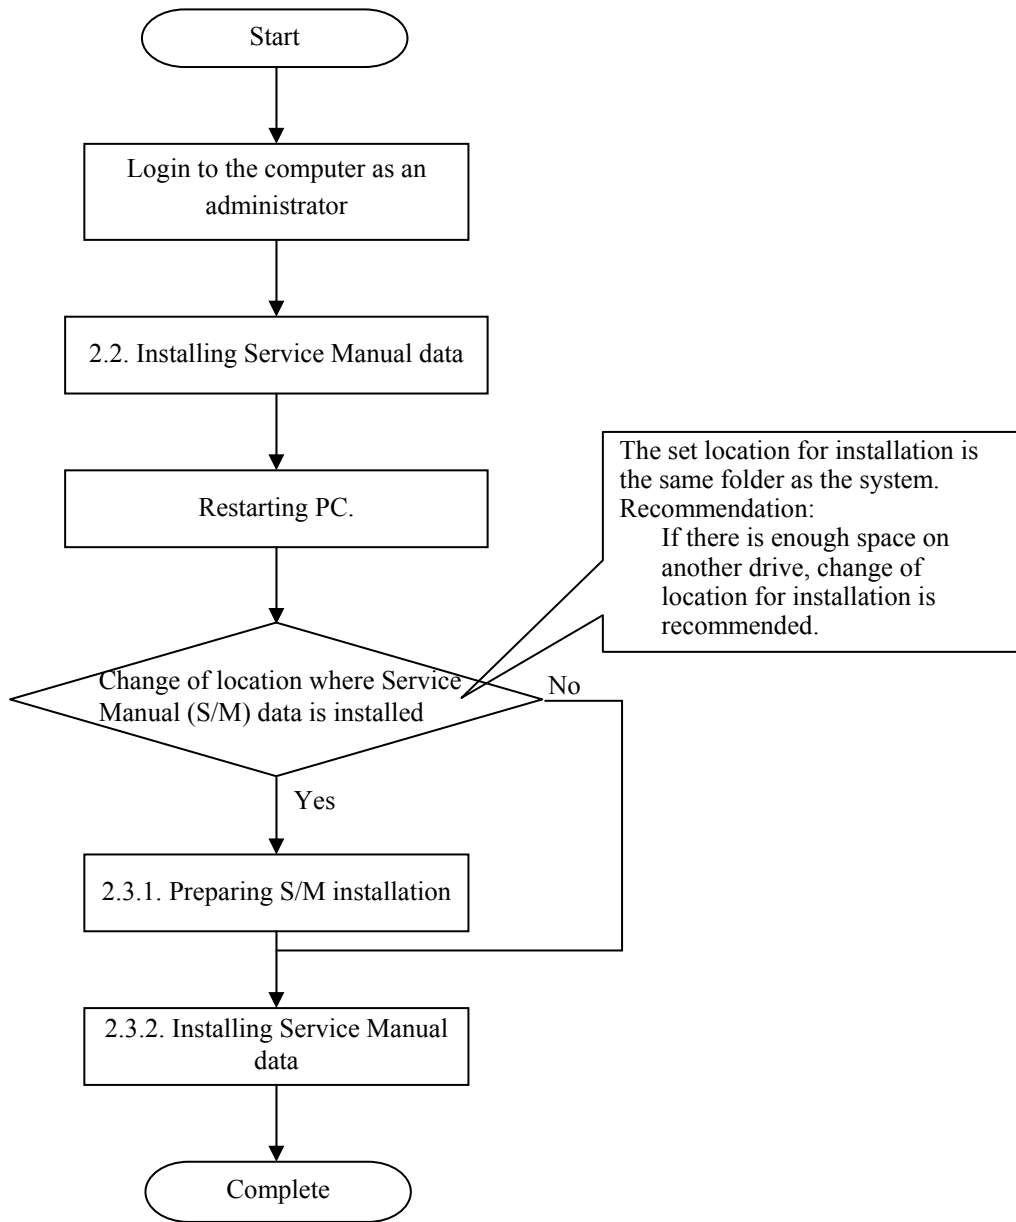 Start
Login to the computer as an
administrator
2.2. Installing Service Manual data
Restarting PC.
The set location for installation is
the same folder as the system.
Recommendation:
If there is enough space on
another drive, change of
location for installation is
recommended.
Change of location where Service
Manual (S/M) data is installed
No
Yes
2.3.1. Preparing S/M installation
2.3.2. Installing Service Manual
data
Complete